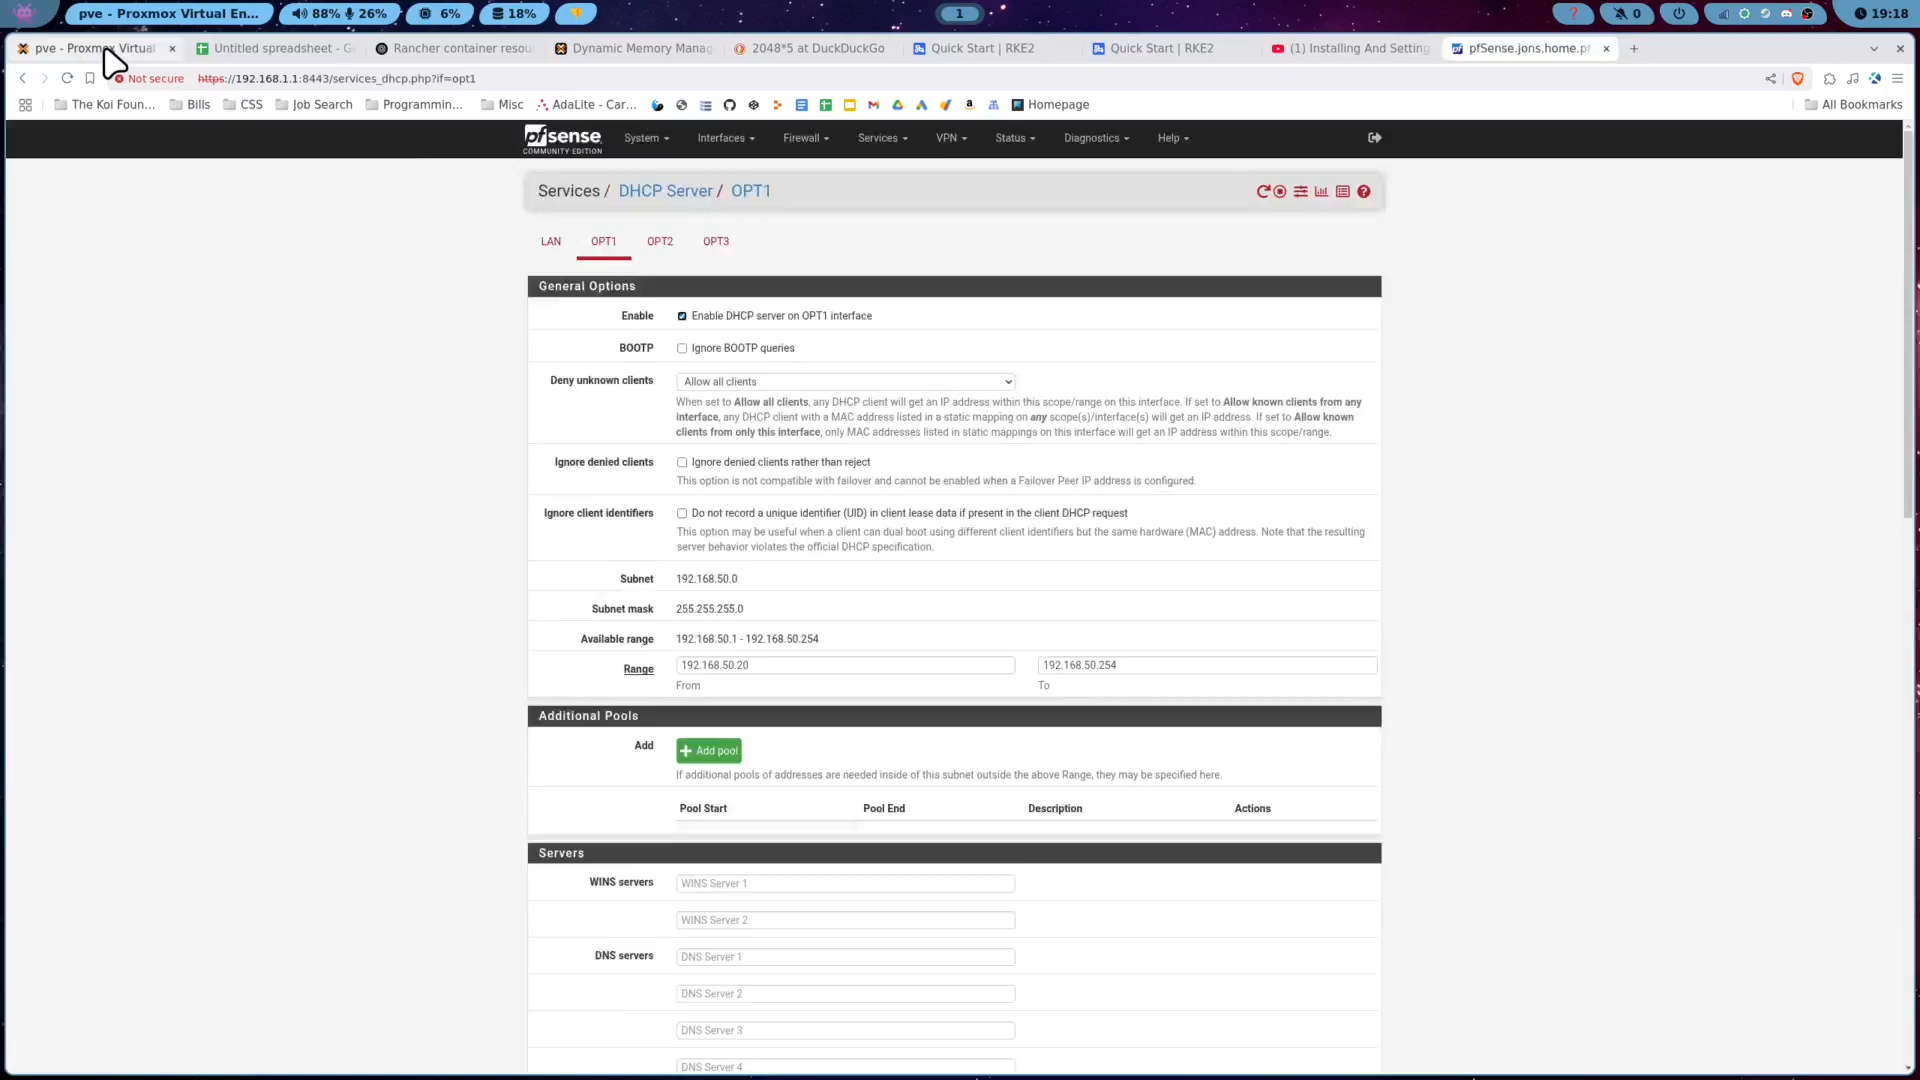 pve - Proxmox Virtual En...
88% 26%
6%
18%
1
0
19:18
pve - Proxmox Virtual
Untitled spreadsheet - G
Rancher container resou
Dynamic Memory Manag
2048*5 at DuckDuckGo
Quick Start | RKE2
Quick Start | RKE2
(1) Installing And Setting
pfSense.jons.home.pf
Not secure
https://192.168.1.1:8443/services_dhcp.php?if=opt1
The Koi Foun...
Bills
CSS
Job Search
Programmin...
Misc
AdaLite - Car...
Homepage
All Bookmarks
pfsense
COMMUNITY EDITION
System
Interfaces
Firewall
Services
VPN
Status
Diagnostics
Help
Services / DHCP Server / OPT1
LAN
OPT1
OPT2
OPT3
General Options
Enable
Enable DHCP server on OPT1 interface
BOOTP
Ignore BOOTP queries
Deny unknown clients
Allow all clients
When set to Allow all clients, any DHCP client will get an IP address within this scope/range on this interface. If set to Allow known clients from any
interface, any DHCP client with a MAC address listed in a static mapping on any scope(s)/interface(s) will get an IP address. If set to Allow known
clients from only this interface, only MAC addresses listed in static mappings on this interface will get an IP address within this scope/range.
Ignore denied clients
Ignore denied clients rather than reject
This option is not compatible with failover and cannot be enabled when a Failover Peer IP address is configured.
Ignore client identifiers
Do not record a unique identifier (UID) in client lease data if present in the client DHCP request
This option may be useful when a client can dual boot using different client identifiers but the same hardware (MAC) address. Note that the resulting
server behavior violates the official DHCP specification.
Subnet
192.168.50.0
Subnet mask
255.255.255.0
Available range
192.168.50.1 - 192.168.50.254
Range
192.168.50.20
192.168.50.254
From
To
Additional Pools
Add
Add pool
If additional pools of addresses are needed inside of this subnet outside the above Range, they may be specified here.
Pool Start
Pool End
Description
Actions
Servers
WINS servers
WINS Server 1
WINS Server 2
DNS servers
DNS Server 1
DNS Server 2
DNS Server 3
DNS Server 4